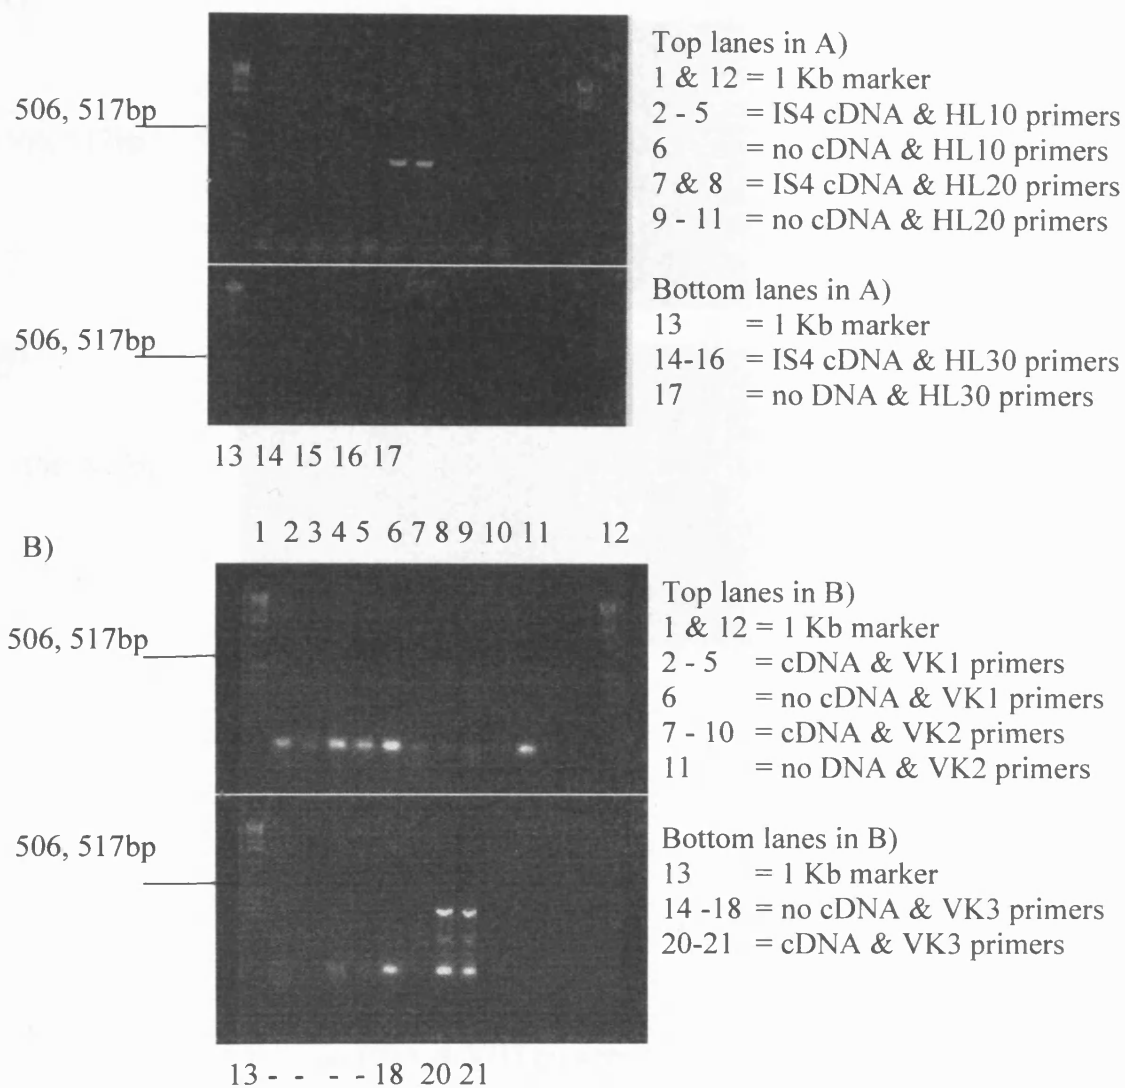 Top lanes in A)
1 & 12 = 1 Kb marker
506, 517bp
2 - 5 = IS4 cDNA & HL10 primers
6 = no cDNA & HL10 primers
7 & 8 = IS4 cDNA & HL20 primers
9 - 11 = no cDNA & HL20 primers
Bottom lanes in A)
13 = 1 Kb marker
506, 517bp
14-16 = IS4 cDNA & HL30 primers
17 = no DNA & HL30 primers
13 14 15 16 17
B)
1 2 3 4 5 6 7 8 9 10 11 12
Top lanes in B)
1 & 12 = 1 Kb marker
506, 517bp
2 - 5 = cDNA & VK1 primers
6 = no cDNA & VK1 primers
7 - 10 = cDNA & VK2 primers
11 = no DNA & VK2 primers
Bottom lanes in B)
506, 517bp
13 = 1 Kb marker
14 -18 = no cDNA & VK3 primers
20-21 = cDNA & VK3 primers
13 - - - - 18 20 21